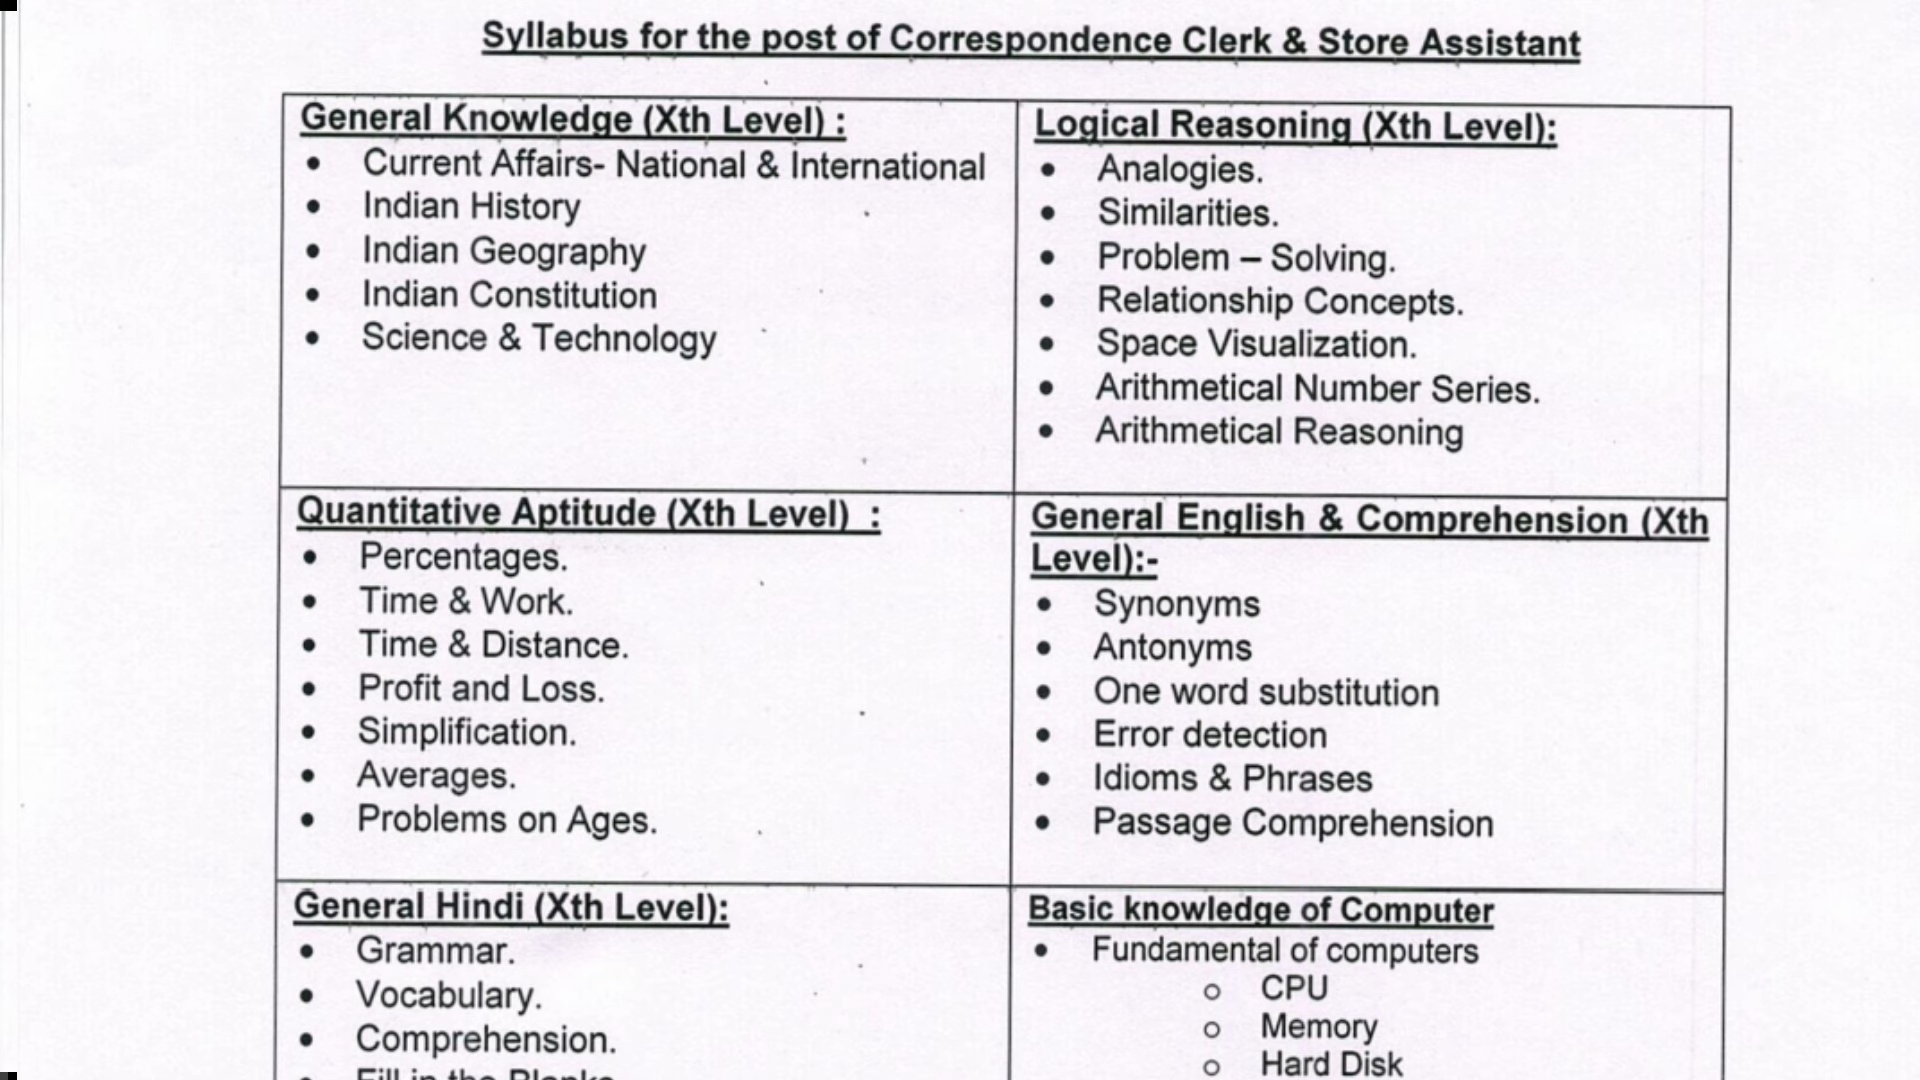 Syllabus for the post of Correspondence Clerk & Store Assistant
General Knowledge (Xth Level) :
• Current Affairs- National & International
• Indian History
• Indian Geography
• Indian Constitution
• Science & Technology
Logical Reasoning (Xth Level):
• Analogies.
• Similarities.
• Problem – Solving.
• Relationship Concepts.
• Space Visualization.
• Arithmetical Number Series.
• Arithmetical Reasoning
Quantitative Aptitude (Xth Level) :
• Percentages.
• Time & Work.
• Time & Distance.
• Profit and Loss.
• Simplification.
• Averages.
• Problems on Ages.
General English & Comprehension (Xth
Level):-
• Synonyms
• Antonyms
• One word substitution
• Error detection
• Idioms & Phrases
• Passage Comprehension
General Hindi (Xth Level):
• Grammar.
• Vocabulary.
• Comprehension.
• Fill in the Blanks
Basic knowledge of Computer
• Fundamental of computers
o CPU
o Memory
o Hard Disk